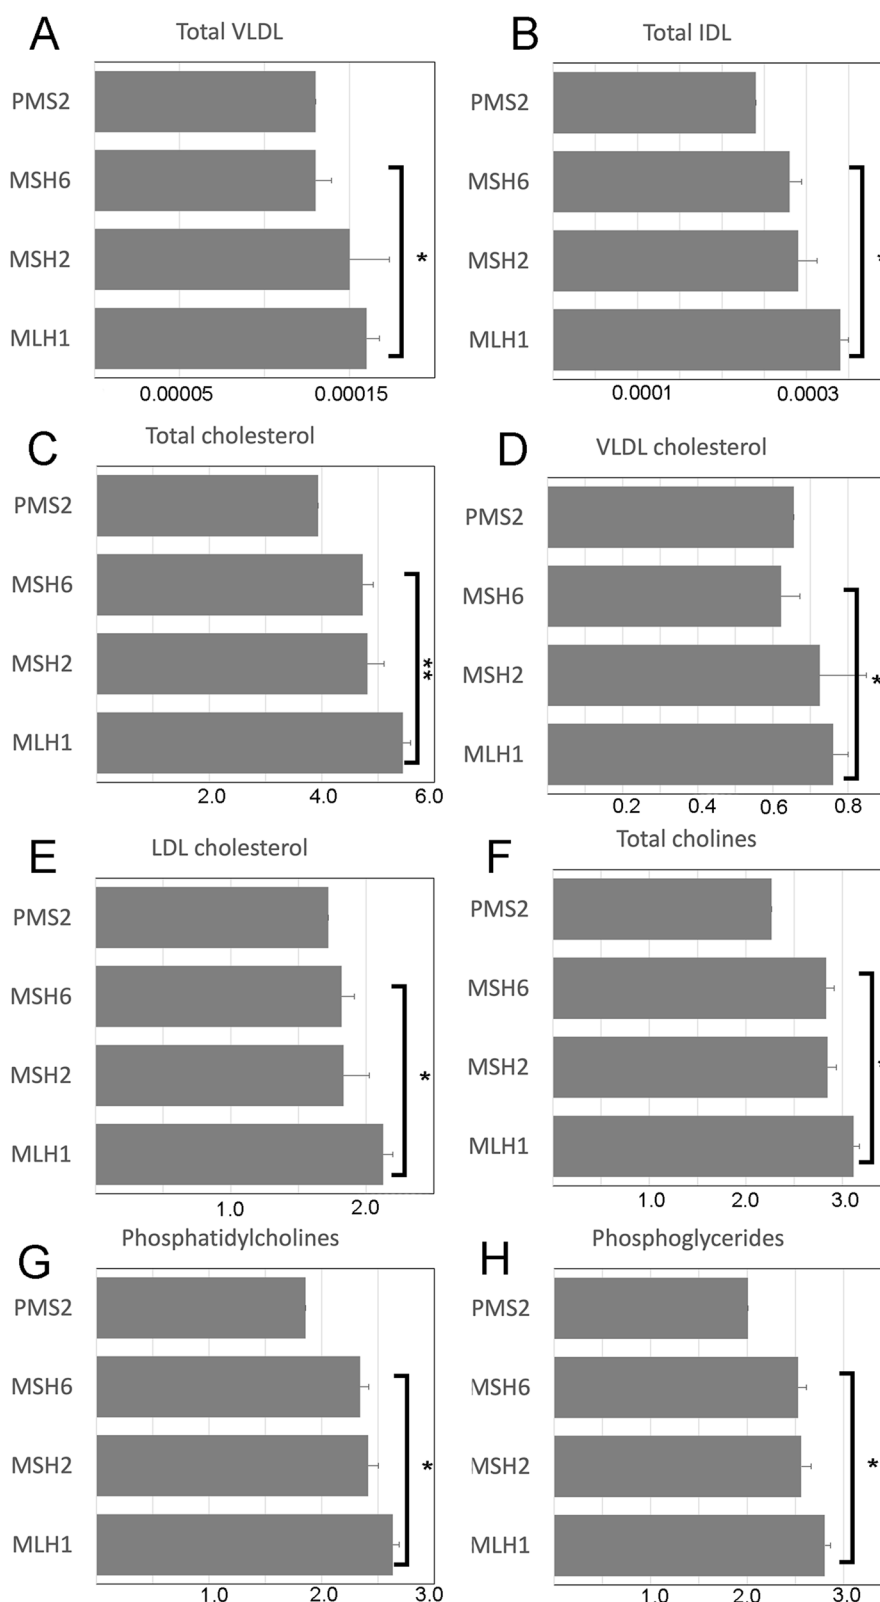 A
Total VLDL
PMS2
MSH6
MSH2
MLH1
*
0.00005
0.00015
B
Total IDL
PMS2
MSH6
MSH2
MLH1
*
0.0001
0.0003
C
Total cholesterol
PMS2
MSH6
MSH2
MLH1
**
2.0
4.0
6.0
D
VLDL cholesterol
PMS2
MSH6
MSH2
MLH1
*
0.2
0.4
0.6
0.8
E
LDL cholesterol
PMS2
MSH6
MSH2
MLH1
*
1.0
2.0
F
Total cholines
PMS2
MSH6
MSH2
MLH1
*
1.0
2.0
3.0
G
Phosphatidylcholines
PMS2
MSH6
MSH2
MLH1
*
1.0
2.0
3.0
H
Phosphoglycerides
PMS2
MSH6
MSH2
MLH1
*
1.0
2.0
3.0